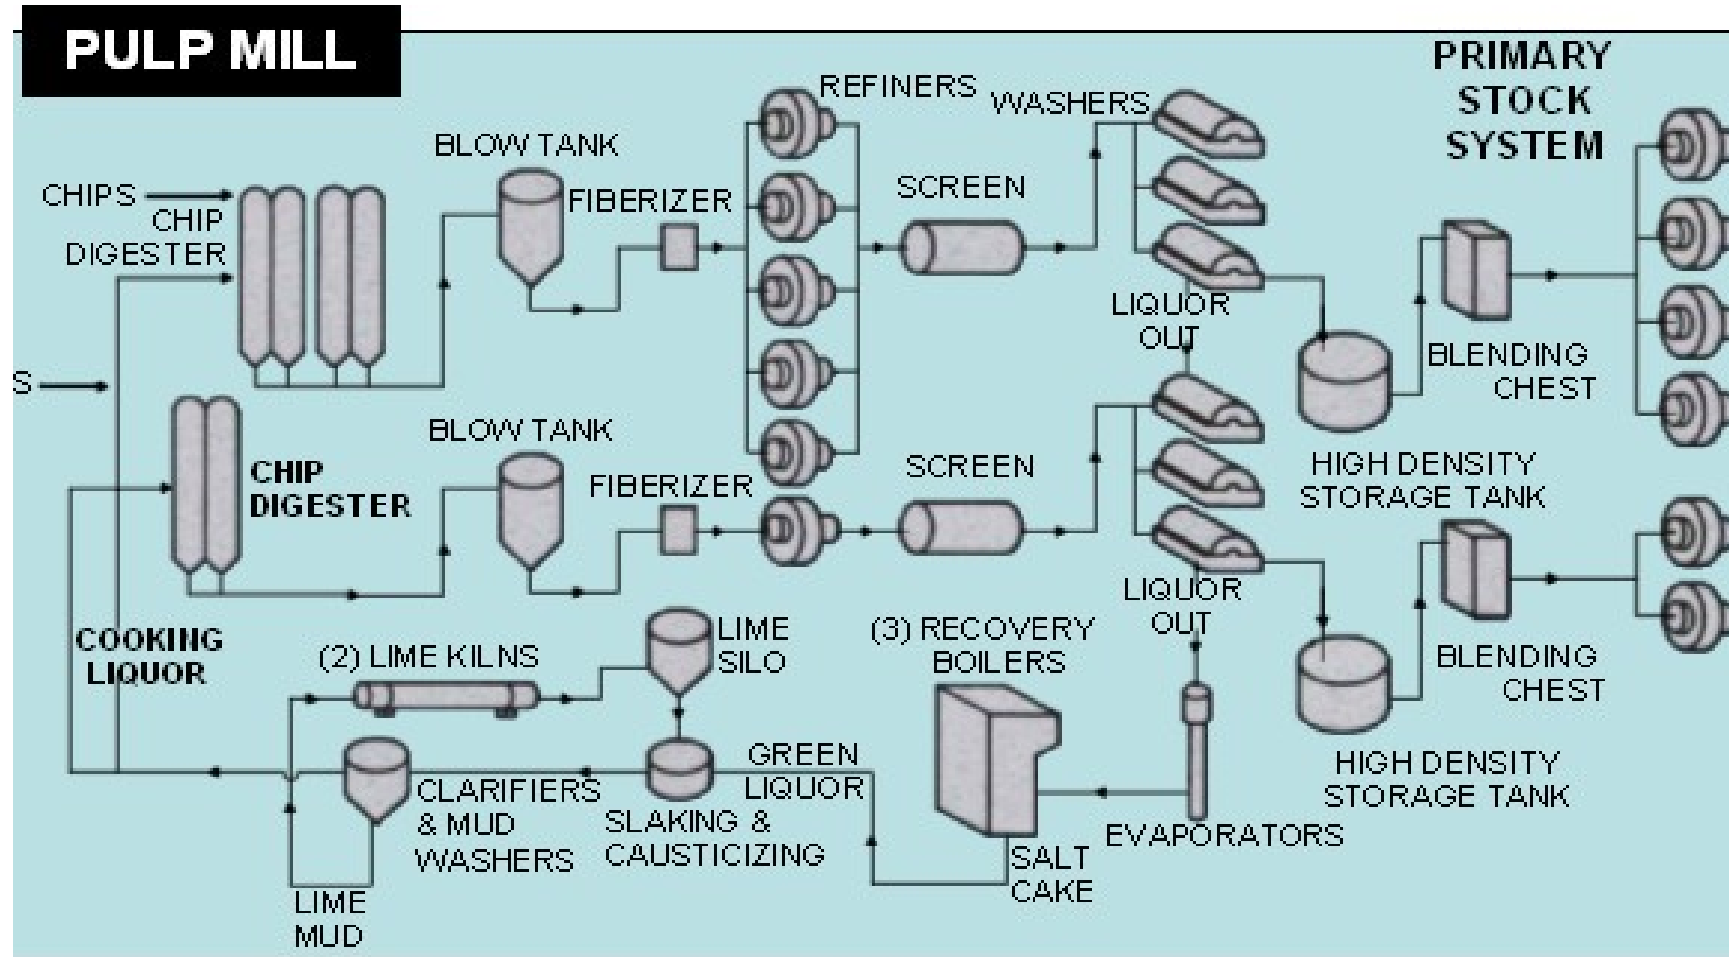 PULP MILL
PRIMARY
STOCK
SYSTEM
REFINERS
WASHERS
BLOW TANK
CHIPS
CHIP
DIGESTER
FIBERIZER
SCREEN
LIQUOR
OUT
BLENDING
CHEST
S
BLOW TANK
CHIP
DIGESTER
FIBERIZER
SCREEN
HIGH DENSITY
STORAGE TANK
LIQUOR
OUT
COOKING
LIQUOR
(2) LIME KILNS
LIME
SILO
(3) RECOVERY
BOILERS
BLENDING
CHEST
GREEN
LIQUOR
HIGH DENSITY
STORAGE TANK
CLARIFIERS
& MUD
WASHERS
SLAKING &
CAUSTICIZING
EVAPORATORS
SALT
CAKE
LIME
MUD